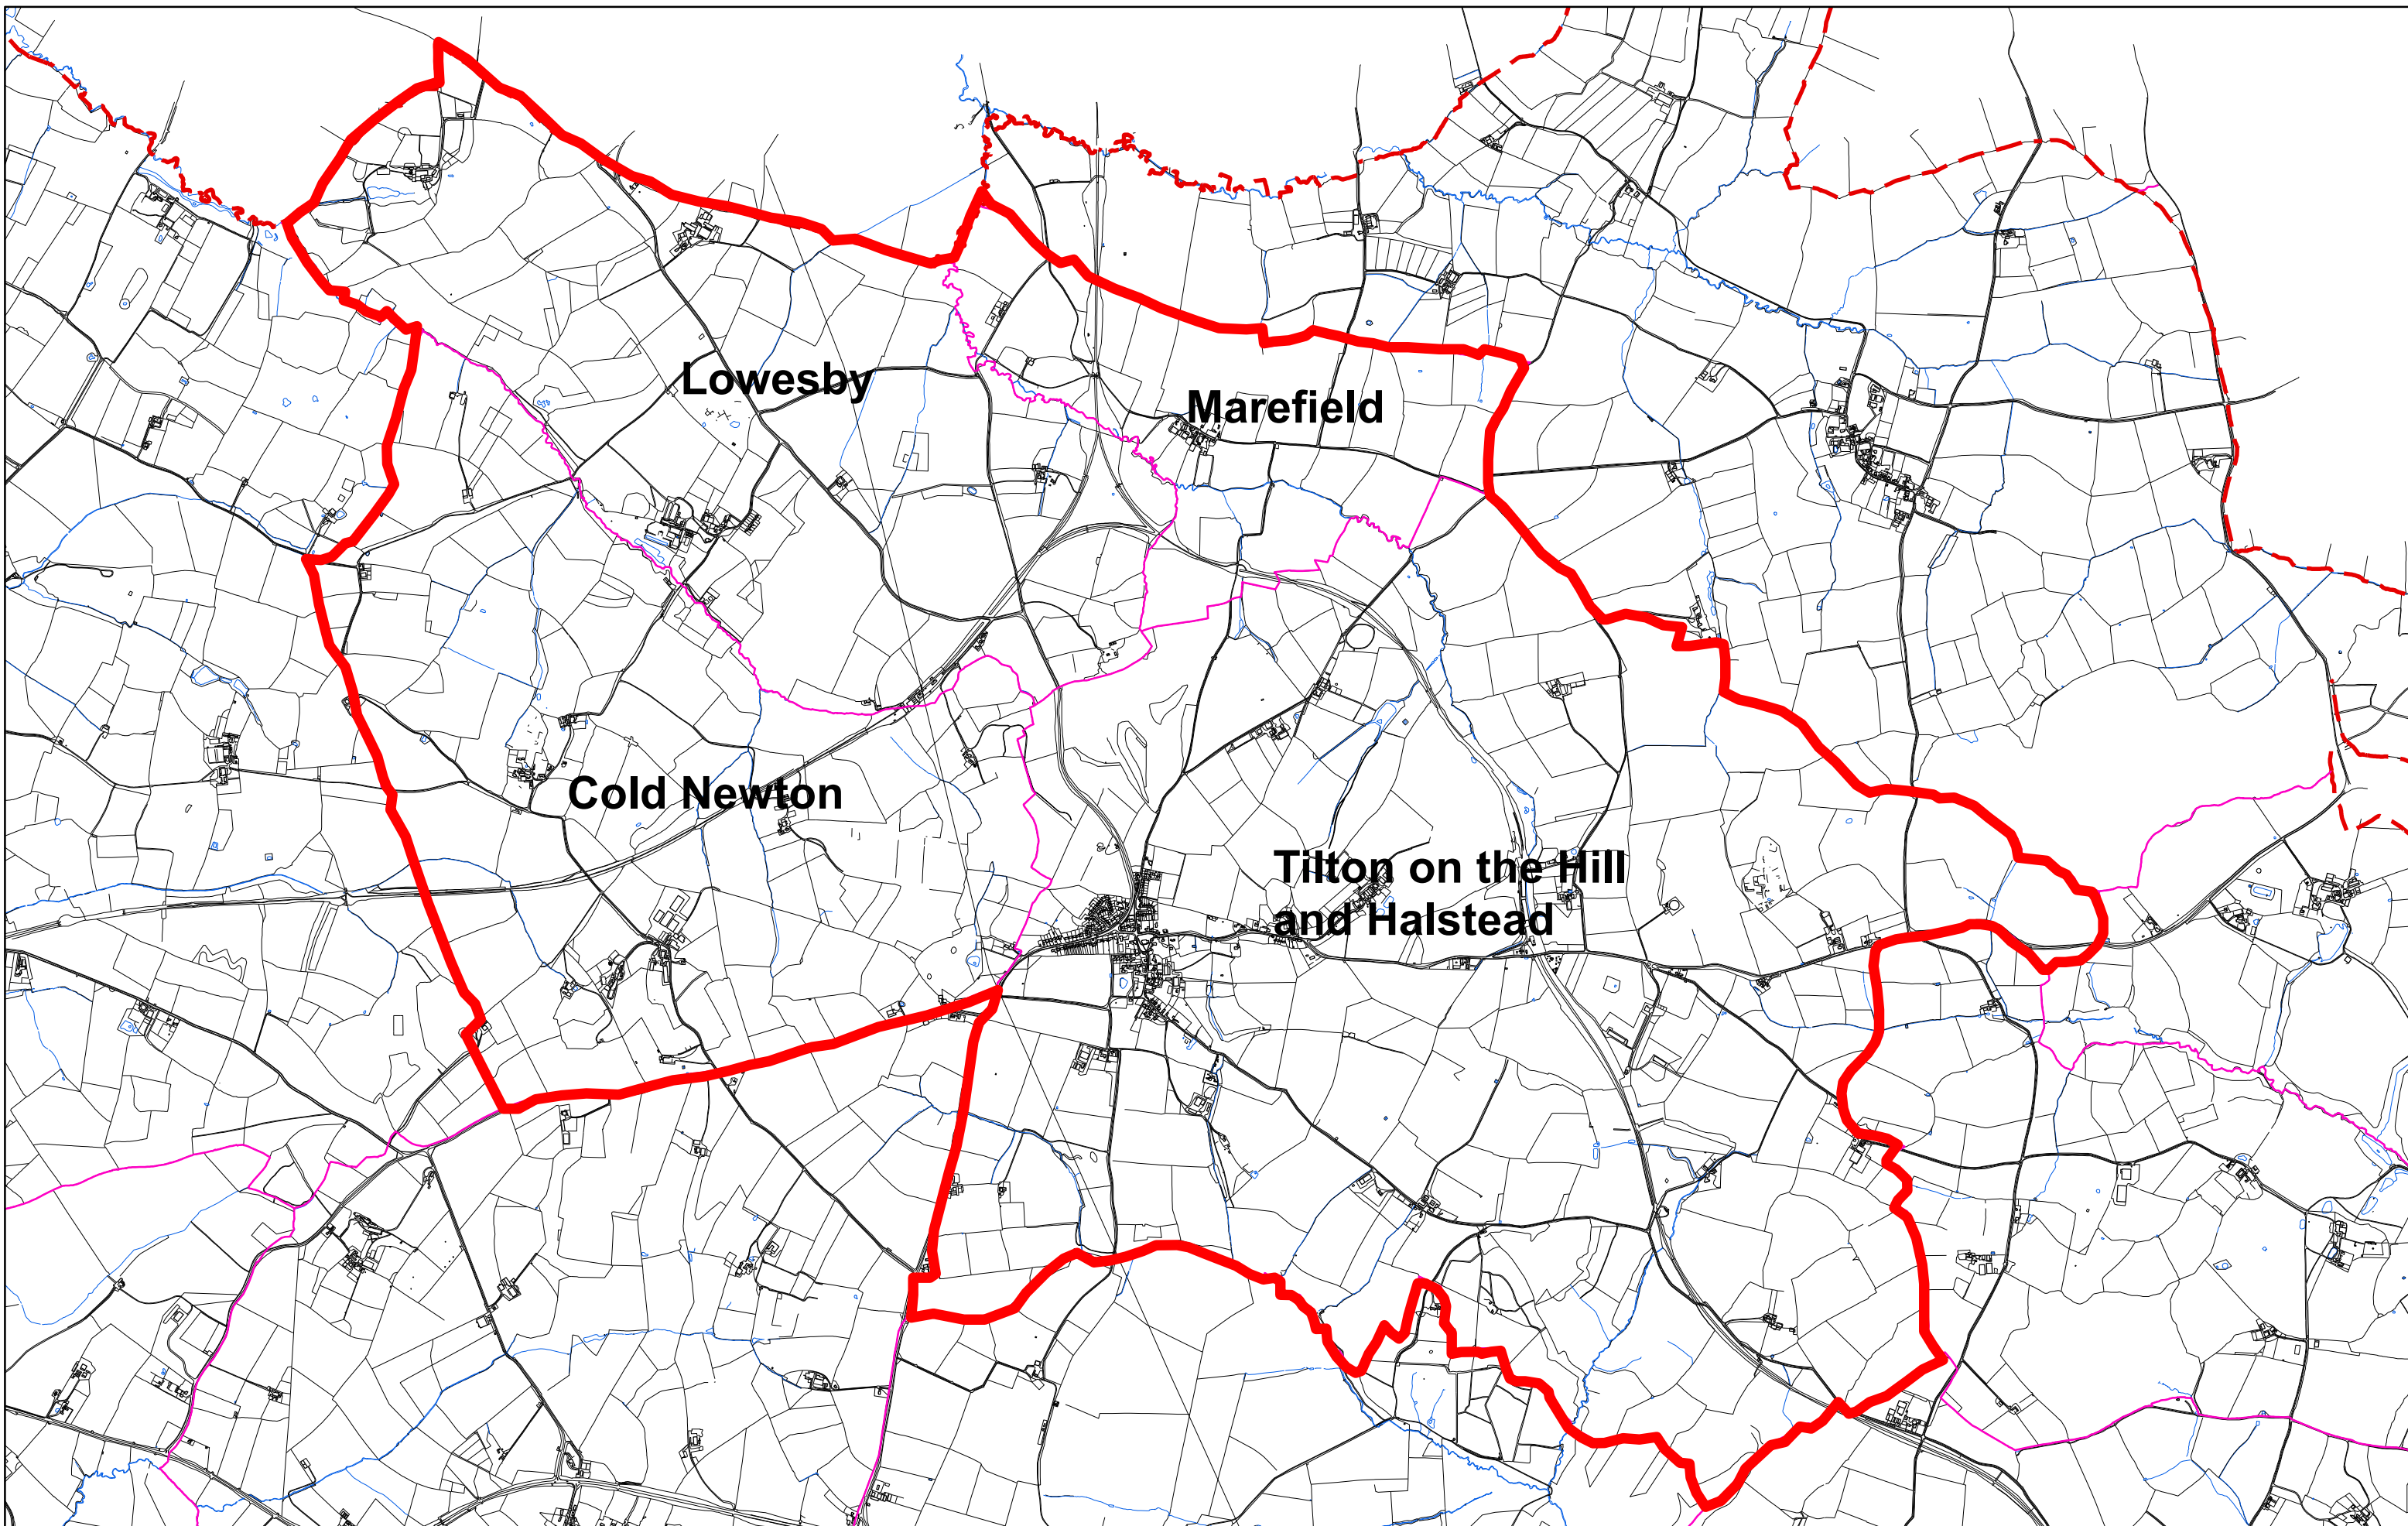 Lowesby
Marefield
Cold Newton
Tilton on the Hill
and Halstead